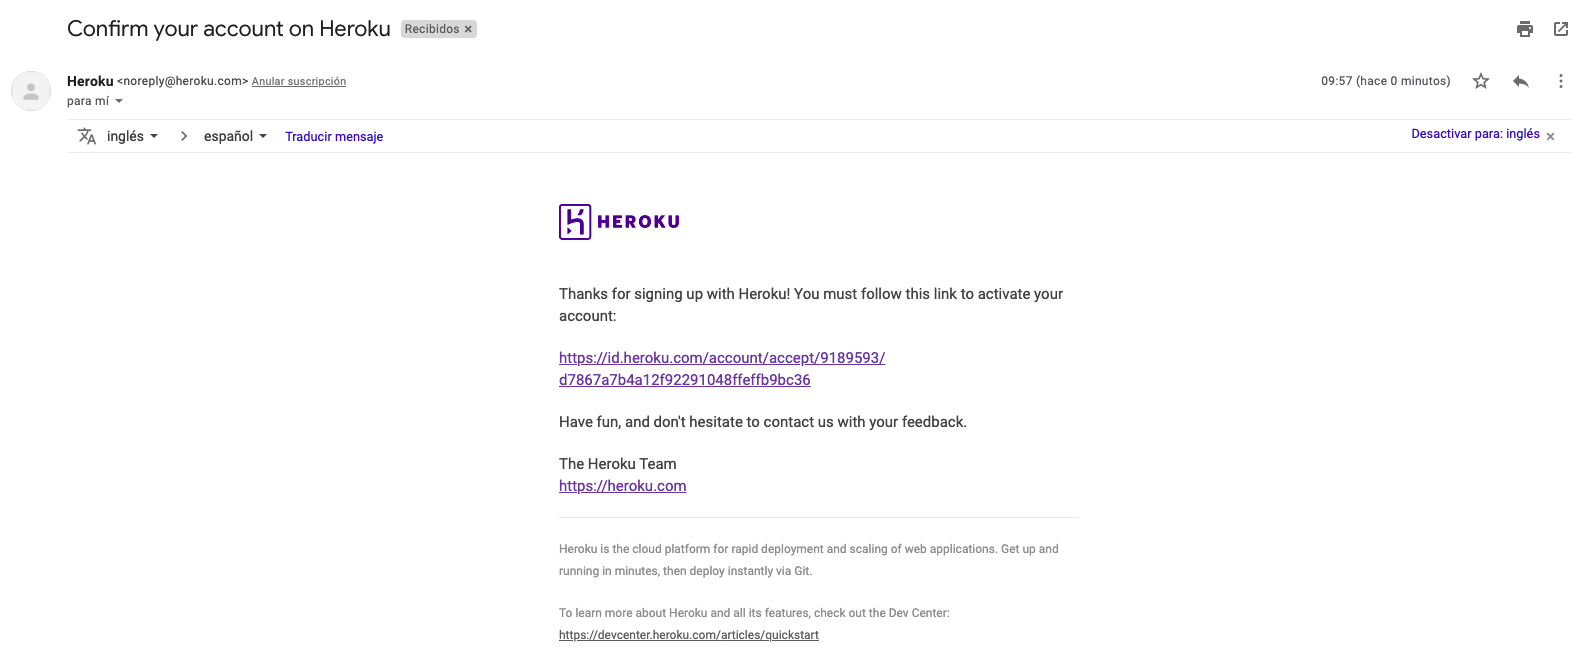 Confirm your account on Heroku Recibidos ×
Heroku <noreply@heroku.com> Anular suscripción 09:57 (hace 0 minutos)
para mí
inglés > español Traducir mensaje Desactivar para: inglés ×
HEROKU
Thanks for signing up with Heroku! You must follow this link to activate your
account:
https://id.heroku.com/account/accept/9189593/
d7867a7b4a12f92291048ffeffb9bc36
Have fun, and don't hesitate to contact us with your feedback.
The Heroku Team
https://heroku.com
Heroku is the cloud platform for rapid deployment and scaling of web applications. Get up and
running in minutes, then deploy instantly via Git.
To learn more about Heroku and all its features, check out the Dev Center:
https://devcenter.heroku.com/articles/quickstart